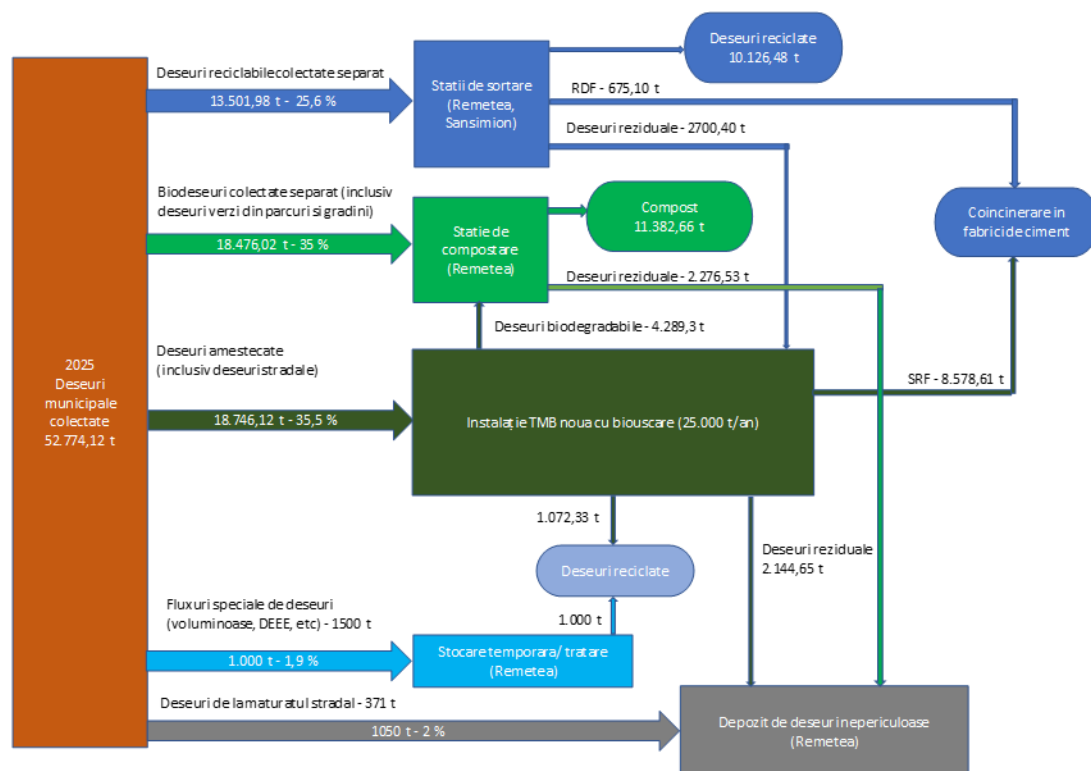 Deseuri reciclate
10.126,48 t
Deseuri reciclabile colectate separat
13.501,98 t - 25,6 %
Statii de sortare
(Remetea,
Sansimion)
RDF - 675,10 t
Deseuri reziduale - 2700,40 t
Biodeseuri colectate separat (inclusiv
deseuri verzi din parcuri si gradini)
18.476,02 t - 35 %
Statie de
compostare
(Remetea)
Compost
11.382,66 t
Coincinerare in
fabrici de ciment
Deseuri reziduale - 2.276,53 t
Deseuri biodegradabile - 4.289,3 t
Deseuri amestecate
(inclusiv deseuri stradale)
18.746,12 t - 35,5 %
2025
Deseuri
municipale
colectate
52.774,12 t
Instalație TMB noua cu biouscare (25.000 t/an)
SRF - 8.578,61 t
1.072,33 t
Deseuri reziduale
2.144,65 t
Deseuri reciclate
Fluxuri speciale de deseuri
(voluminoase, DEEE, etc) - 1500 t
1.000 t
1.000 t - 1,9 %
Stocare temporara/ tratare
(Remetea)
Deseuri de la maturatul stradal - 371 t
1050 t - 2 %
Depozit de deseuri nepericuloase
(Remetea)